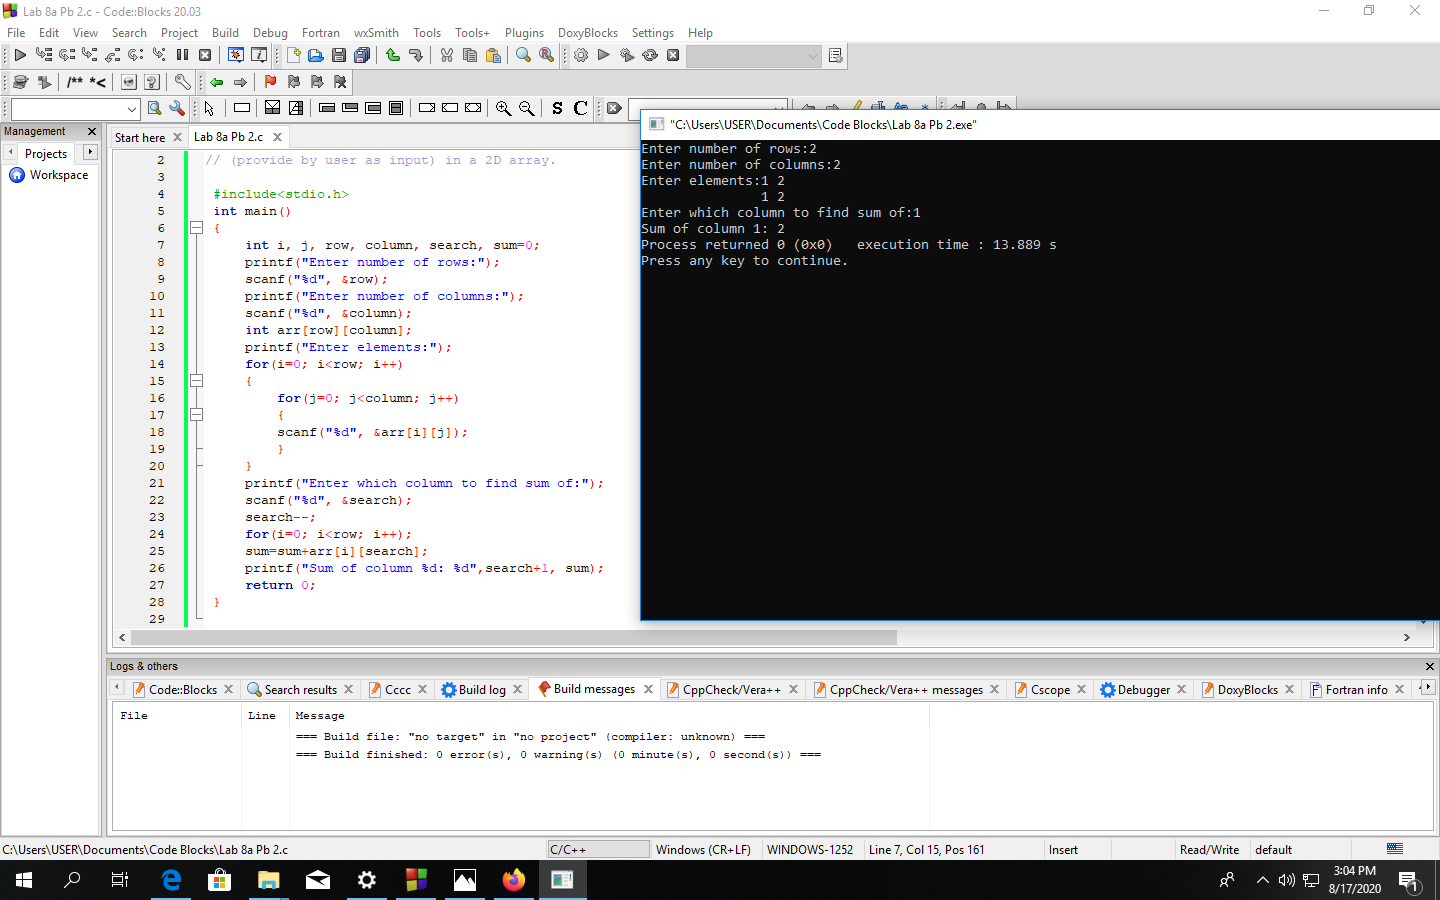 Lab 8a Pb 2.c - Code::Blocks 20.03
File Edit View Search Project Build Debug Fortran wxSmith Tools Tools+ Plugins DoxyBlocks Settings Help
/** *<
S C
Management
Projects
Workspace
Start here Lab 8a Pb 2.c
2 // (provide by user as input) in a 2D array.
3
4 #include<stdio.h>
5 int main()
6 {
7 int i, j, row, column, search, sum=0;
8 printf("Enter number of rows:");
9 scanf("%d", &row);
10 printf("Enter number of columns:");
11 scanf("%d", &column);
12 int arr[row][column];
13 printf("Enter elements:");
14 for(i=0; i<row; i++)
15 {
16 for(j=0; j<column; j++)
17 {
18 scanf("%d", &arr[i][j]);
19 }
20 }
21 printf("Enter which column to find sum of:");
22 scanf("%d", &search);
23 search--;
24 for(i=0; i<row; i++);
25 sum=sum+arr[i][search];
26 printf("Sum of column %d: %d",search+1, sum);
27 return 0;
28 }
29
"C:\Users\USER\Documents\Code Blocks\Lab 8a Pb 2.exe"
Enter number of rows:2
Enter number of columns:2
Enter elements:1 2
1 2
Enter which column to find sum of:1
Sum of column 1: 2
Process returned 0 (0x0) execution time : 13.889 s
Press any key to continue.
Logs & others
Code::Blocks Search results Cccc Build log Build messages CppCheck/Vera++ CppCheck/Vera++ messages Cscope Debugger DoxyBlocks Fortran info
File Line Message
=== Build file: "no target" in "no project" (compiler: unknown) ===
=== Build finished: 0 error(s), 0 warning(s) (0 minute(s), 0 second(s)) ===
C:\Users\USER\Documents\Code Blocks\Lab 8a Pb 2.c C/C++ Windows (CR+LF) WINDOWS-1252 Line 7, Col 15, Pos 161 Insert Read/Write default
3:04 PM
8/17/2020
1